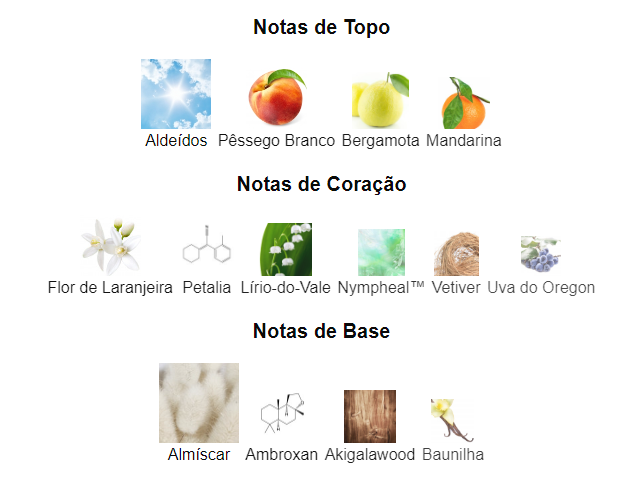 Notas de Topo
Aldeídos Pêssego Branco Bergamota Mandarina
Notas de Coração
Flor de Laranjeira Petalia Lírio-do-Vale Nympheal™ Vetiver Uva do Oregon
Notas de Base
Almíscar Ambroxan Akigalawood Baunilha